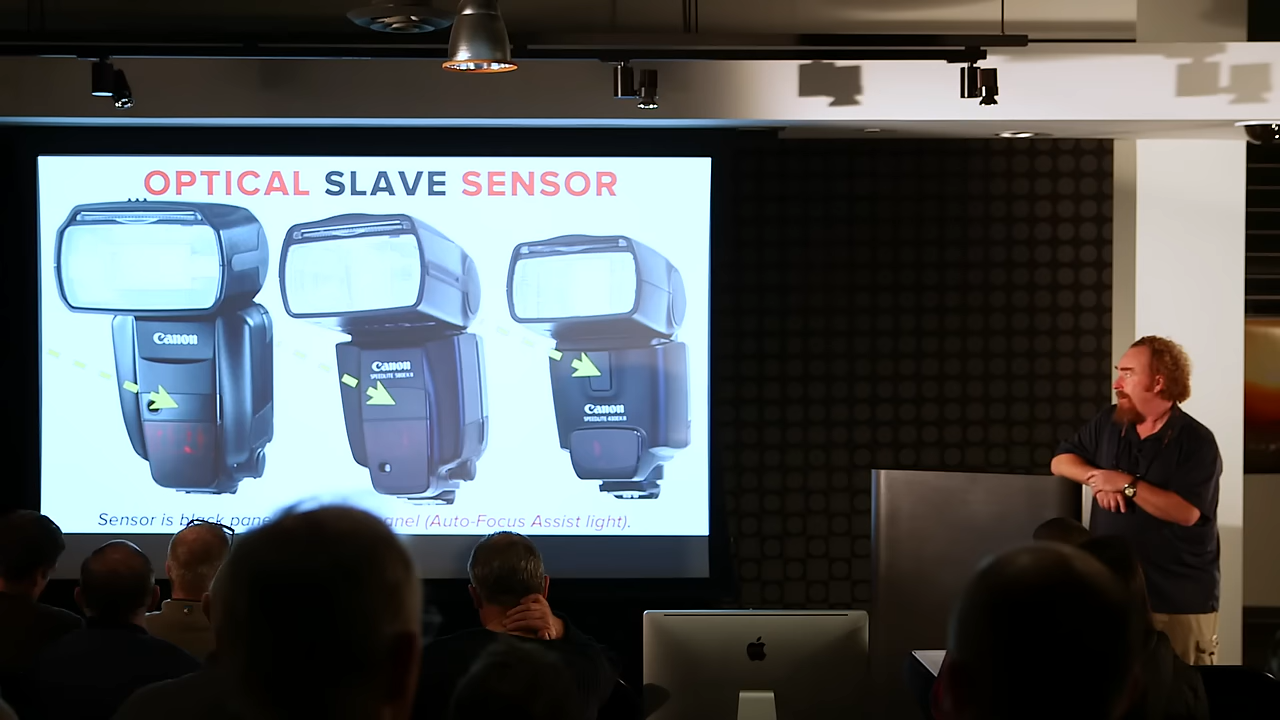 OPTICAL SLAVE SENSOR
Canon
Canon
SPEEDLITE 580EX II
Canon
SPEEDLITE 430EX II
Sensor is black pane anel (Auto-Focus Assist light).